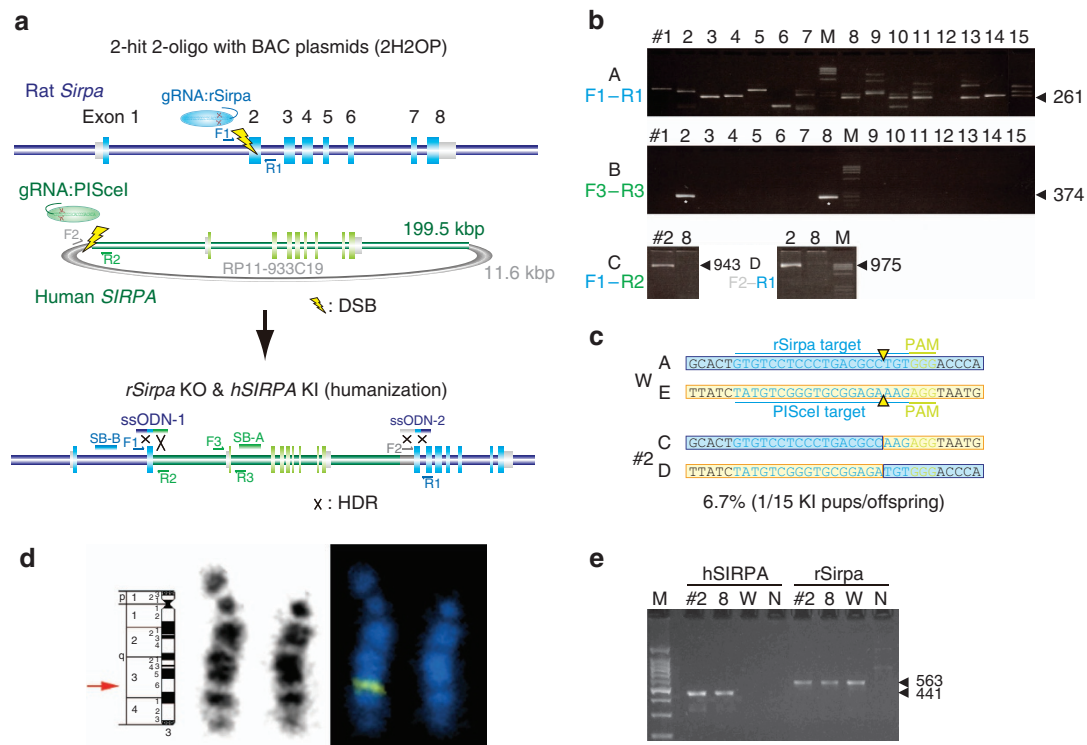 a
2-hit 2-oligo with BAC plasmids (2H2OP)
Rat Sirpa
gRNA:rSirpa
Exon 1
F1
2 3 4 5 6 7 8
R1
gRNA:PISceI
F2
R2
199.5 kbp
RP11-933C19
11.6 kbp
Human SIRPA
: DSB
rSirpa KO & hSIRPA KI (humanization)
ssODN-1
ssODN-2
SB-B F1
F3 SB-A
F2
R2
R3
R1
x : HDR
b
#1 2 3 4 5 6 7 M 8 9 10 11 12 13 14 15
A
F1–R1
261
#1 2 3 4 5 6 7 8 M 9 10 11 12 13 14 15
B
F3–R3
374
#2 8
C
F1–R2
943
2 8 M
D
F2–R1
975
c
rSirpa target
PAM
W
A GCACTGTGTCCTCCCTGACGCCTGTGGGACCCA
E TTATCTATGTCGGGTGCGGAGAAAGAGGTAATG
PISceI target
PAM
#2
C GCACTGTGTCCTCCCTGACGCCAAGAGGTAATG
D TTATCTATGTCGGGTGCGGAGATGTGGGACCCA
6.7% (1/15 KI pups/offspring)
d
p
q
1
1
2
3
4
3
e
hSIRPA rSirpa
M #2 8 W N #2 8 W N
563
441